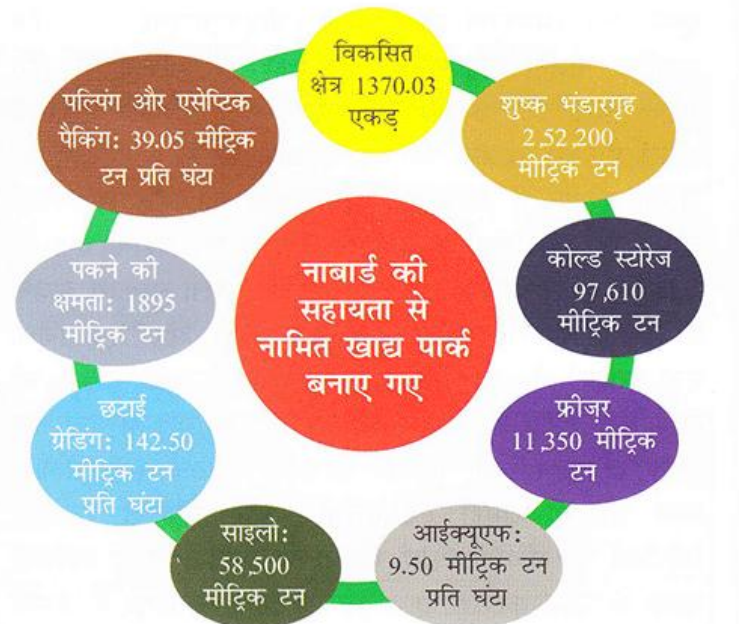 विकसित
क्षेत्र 1370.03
एकड़
शुष्क भंडारगृह
2,52,200
मीट्रिक टन
कोल्ड स्टोरेज
97,610
मीट्रिक टन
फ्रीज़र
11,350 मीट्रिक
टन
आईक्यूएफ:
9.50 मीट्रिक टन
प्रति घंटा
साइलो:
58,500
मीट्रिक टन
छटाई
ग्रेडिंग: 142.50
मीट्रिक टन
प्रति घंटा
पकने की
क्षमता: 1895
मीट्रिक टन
पल्पिंग और एसेप्टिक
पैकिंग: 39.05 मीट्रिक
टन प्रति घंटा
नाबार्ड की
सहायता से
नामित खाद्य पार्क
बनाए गए